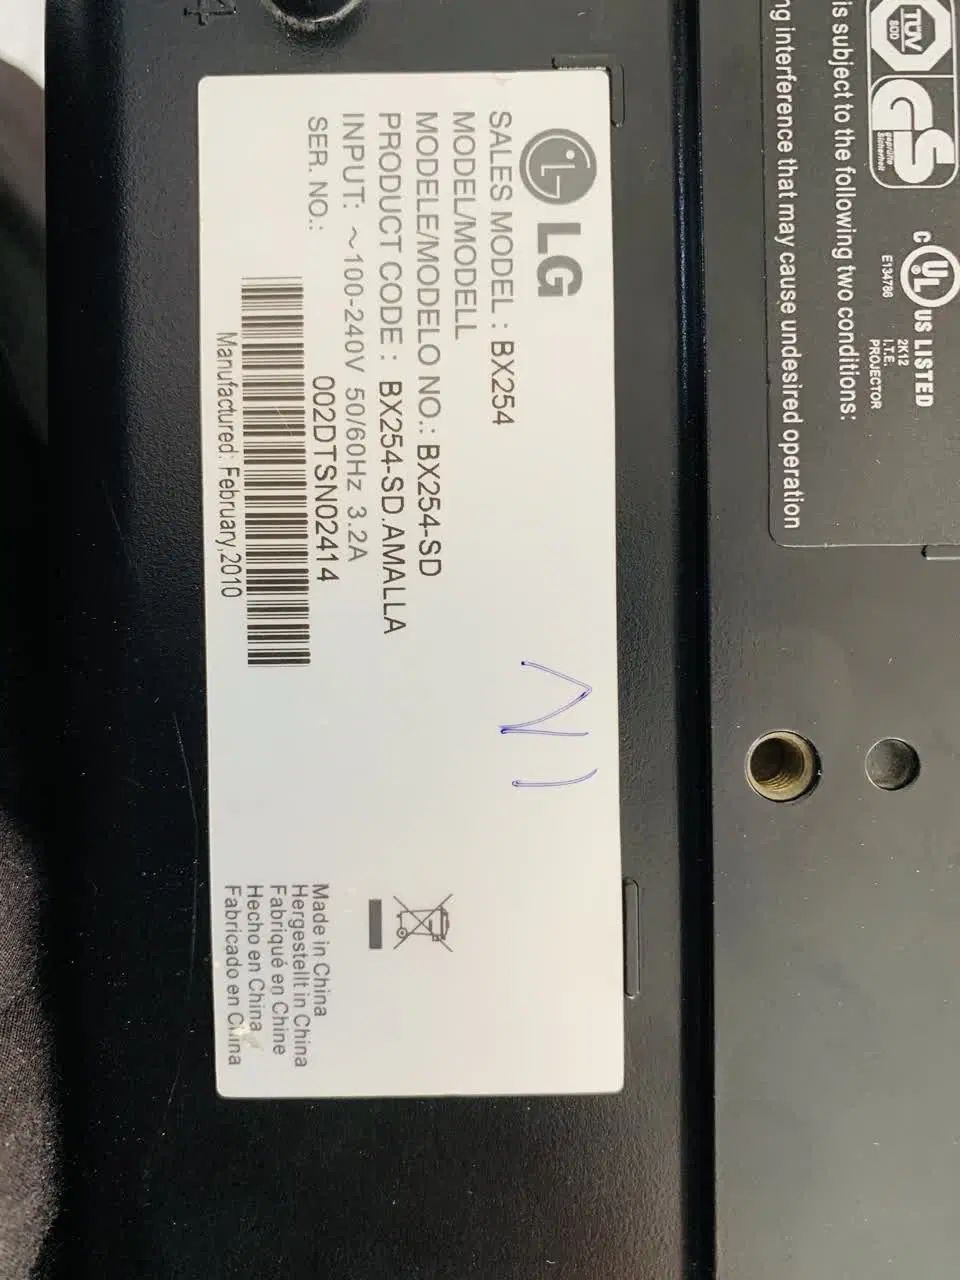 LG
SALES MODEL : BX254
MODEL/MODELL
MODELE/MODELO NO.: BX254-SD
PRODUCT CODE : BX254-SD.AMALLA
INPUT: ~100-240V 50/60Hz 3.2A
SER. NO.: 002DTSN02414
Manufactured: February,2010
Made in China
Hergestellt in China
Fabriqué en Chine
Hecho en China
Fabricado en China
TÜV
SÜD
GS
geprüfte
Sicherheit
C UL US LISTED
®
E134786
2K12
I.T.E.
PROJECTOR
is subject to the following two conditions:
ng interference that may cause undesired operation